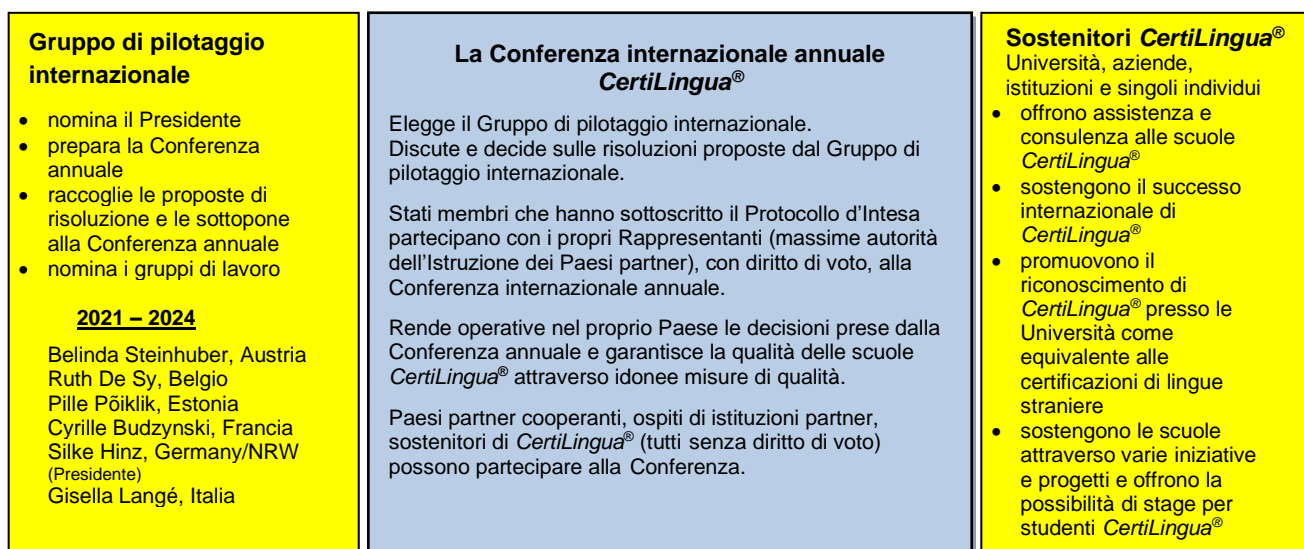 Gruppo di pilotaggio
internazionale
• nomina il Presidente
• prepara la Conferenza
annuale
• raccoglie le proposte di
risoluzione e le sottopone
alla Conferenza annuale
• nomina i gruppi di lavoro
2021 – 2024
Belinda Steinhuber, Austria
Ruth De Sy, Belgio
Pille Põiklik, Estonia
Cyrille Budzynski, Francia
Silke Hinz, Germany/NRW
(Presidente)
Gisella Langé, Italia
La Conferenza internazionale annuale
CertiLingua®
Elegge il Gruppo di pilotaggio internazionale.
Discute e decide sulle risoluzioni proposte dal Gruppo di
pilotaggio internazionale.
Stati membri che hanno sottoscritto il Protocollo d'Intesa
partecipano con i propri Rappresentanti (massime autorità
dell'Istruzione dei Paesi partner), con diritto di voto, alla
Conferenza internazionale annuale.
Rende operative nel proprio Paese le decisioni prese dalla
Conferenza annuale e garantisce la qualità delle scuole
CertiLingua® attraverso idonee misure di qualità.
Paesi partner cooperanti, ospiti di istituzioni partner,
sostenitori di CertiLingua® (tutti senza diritto di voto)
possono partecipare alla Conferenza.
Sostenitori CertiLingua®
Università, aziende,
istituzioni e singoli individui
• offrono assistenza e
consulenza alle scuole
CertiLingua®
• sostengono il successo
internazionale di
CertiLingua®
• promuovono il
riconoscimento di
CertiLingua® presso le
Università come
equivalente alle
certificazioni di lingue
straniere
• sostengono le scuole
attraverso varie iniziative
e progetti e offrono la
possibilità di stage per
studenti CertiLingua®